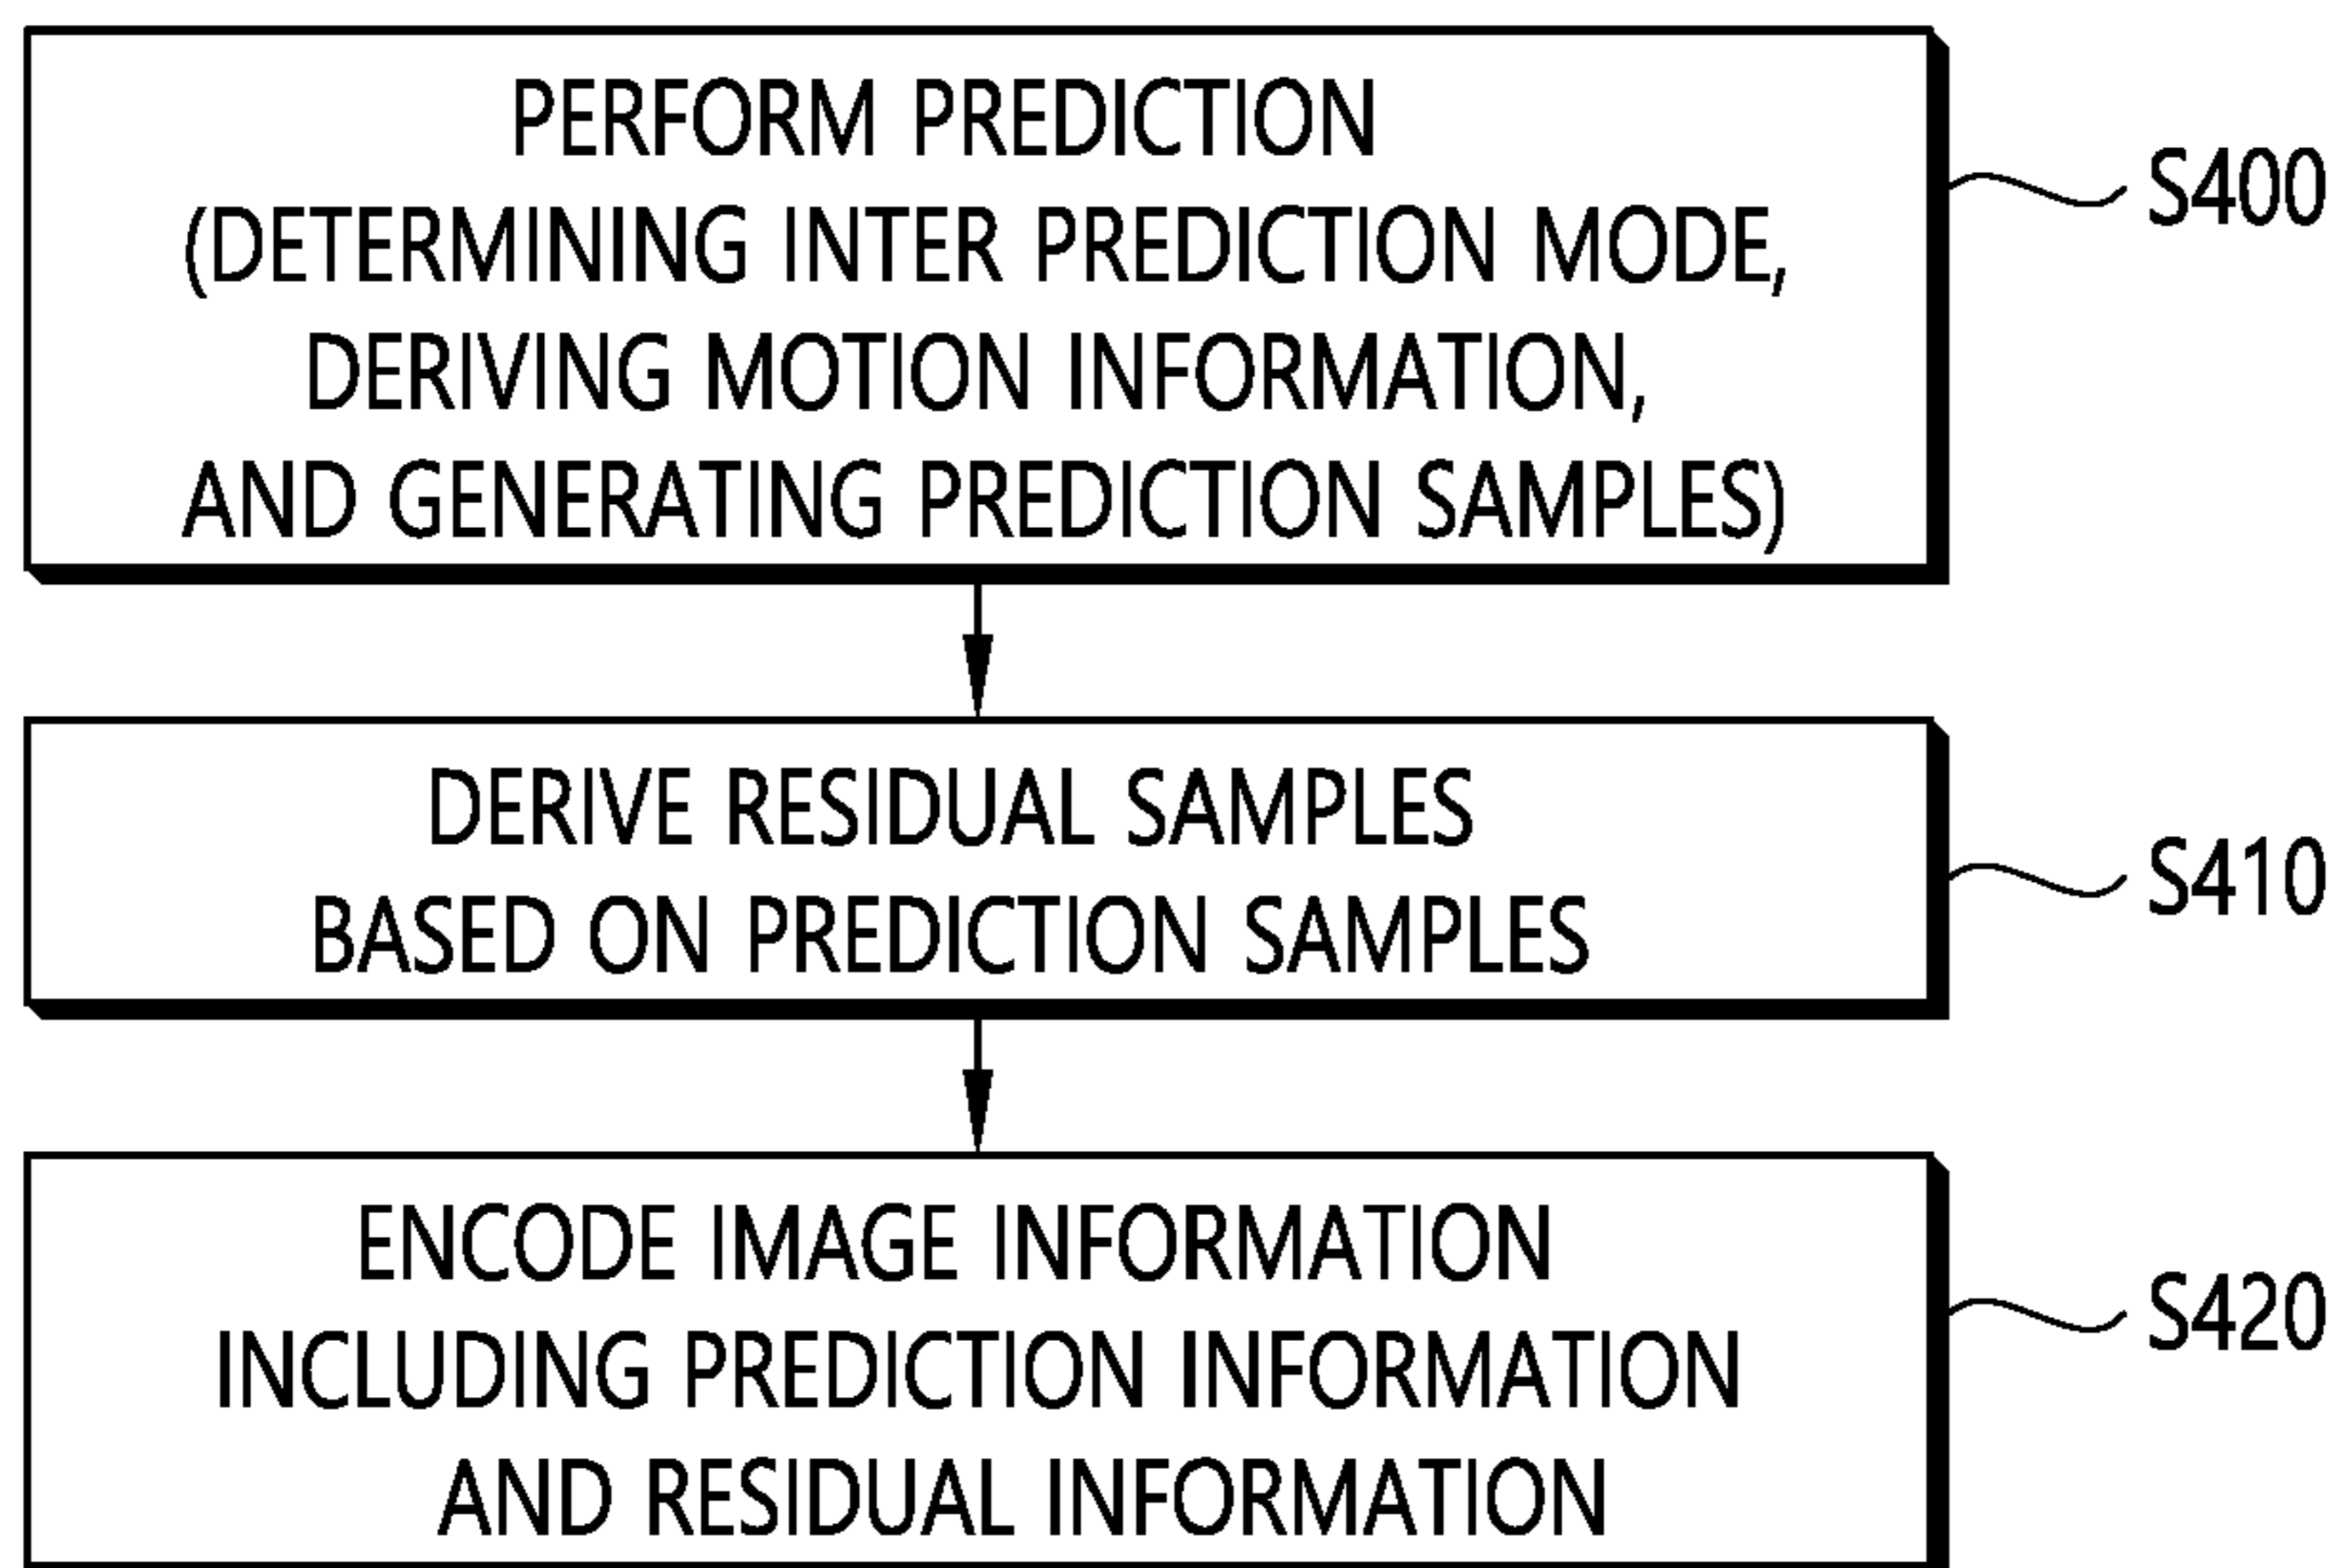 PERFORM PREDICTION
(DETERMINING INTER PREDICTION MODE,
DERIVING MOTION INFORMATION,
AND GENERATING PREDICTION SAMPLES)
S400
DERIVE RESIDUAL SAMPLES
BASED ON PREDICTION SAMPLES
S410
ENCODE IMAGE INFORMATION
INCLUDING PREDICTION INFORMATION
AND RESIDUAL INFORMATION
S420